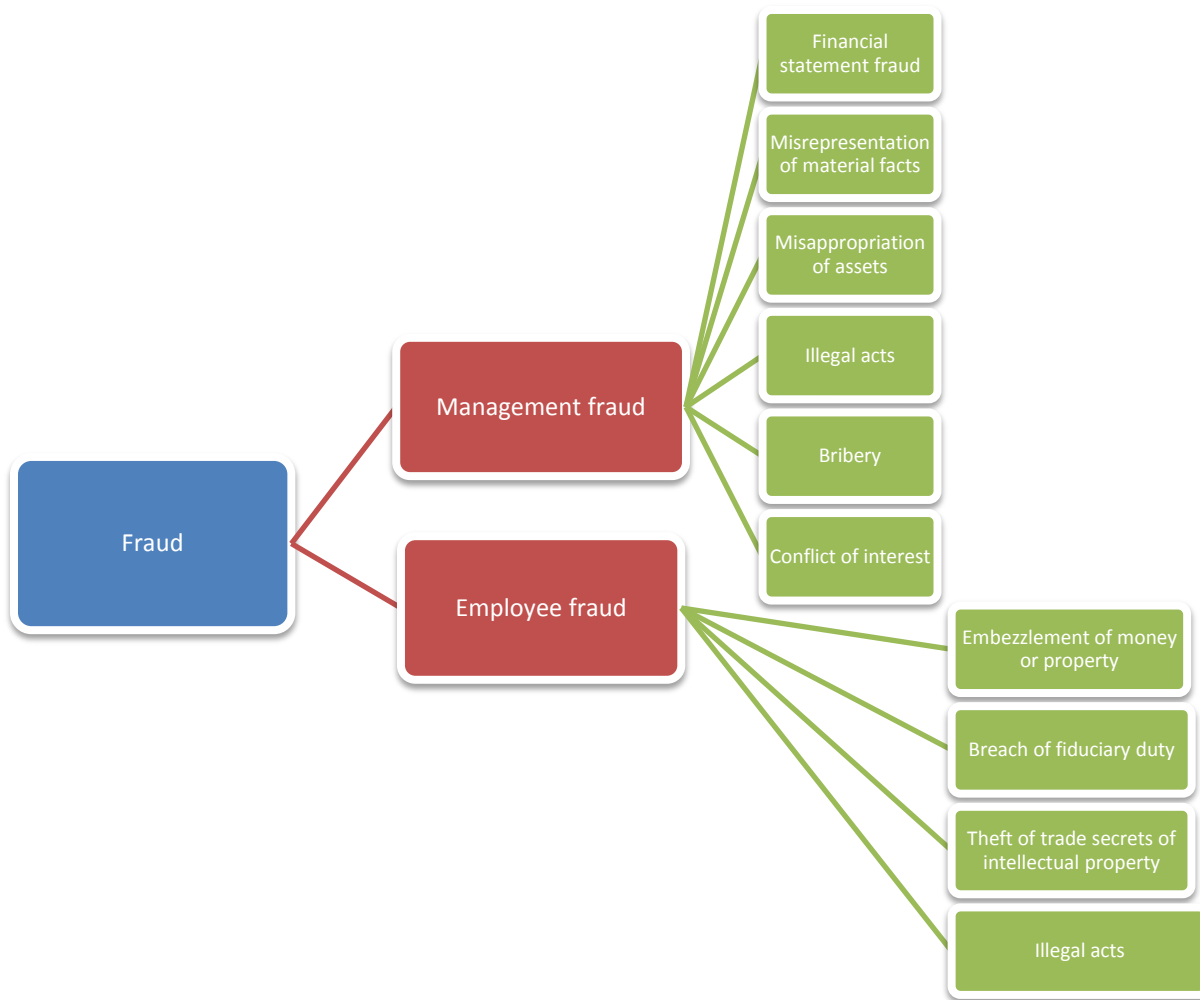 Fraud
Management fraud
Financial
statement fraud
Misrepresentation
of material facts
Misappropriation
of assets
Illegal acts
Bribery
Conflict of interest
Employee fraud
Embezzlement of money
or property
Breach of fiduciary duty
Theft of trade secrets of
intellectual property
Illegal acts